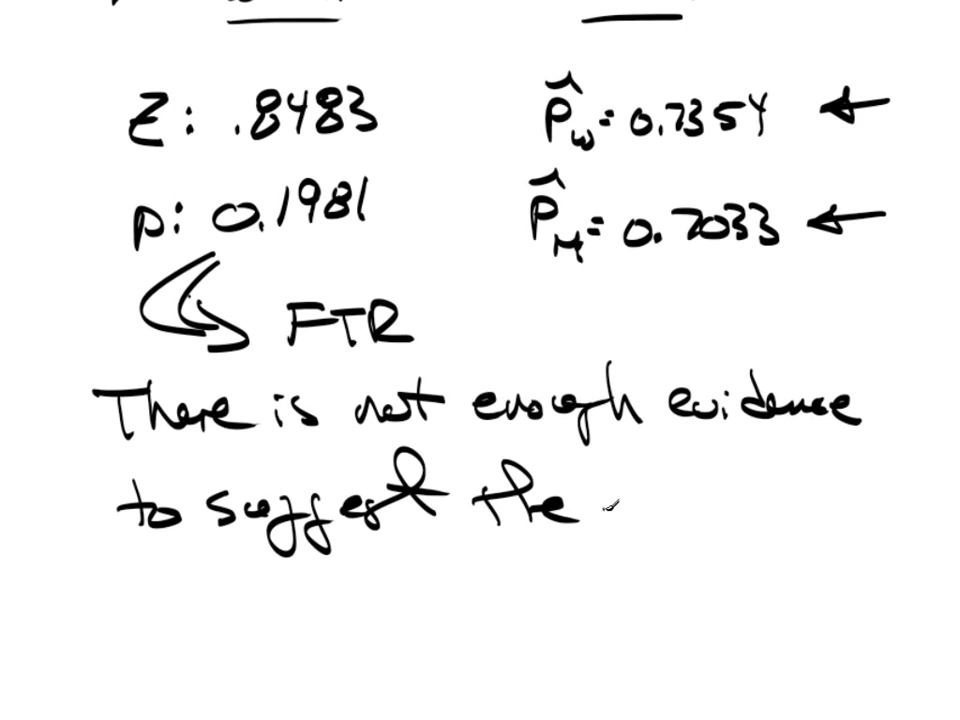 Z: .8483 P̂w = 0.7354 ←
p: 0.1981 P̂M = 0.7033 ←
FTR
There is not enough evidence
to suggest the